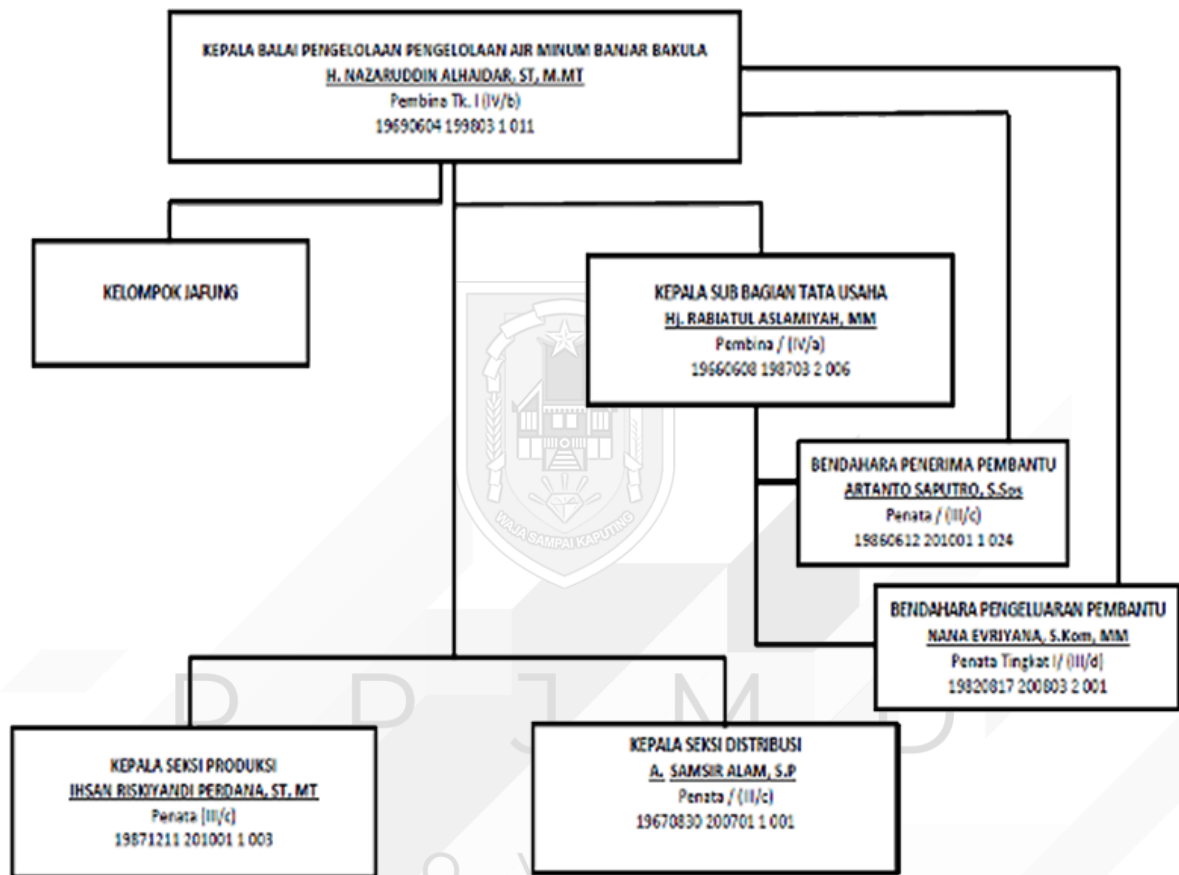 KEPALA BALAI PENGELOLAAN PENGELOLAAN AIR MINUM BANJAR BAKULA
H. NAZARUDDIN ALHAIDAR, ST, M.MT
Pembina Tk. I (IV/b)
19690604 199803 1 011
KELOMPOK JAFUNG
KEPALA SUB BAGIAN TATA USAHA
Hj. RABIATUL ASLAMIYAH, MM
Pembina / (IV/a)
19660608 198703 2 006
WAJA SAMPAI KAPUTING
BENDAHARA PENERIMA PEMBANTU
ARTANTO SAPUTRO, S.Sos
Penata / (III/c)
19860612 201001 1 024
BENDAHARA PENGELUARAN PEMBANTU
NANA EVRIYANA, S.Kom, MM
Penata Tingkat I/ (III/d)
19820817 200803 2 001
KEPALA SEKSI PRODUKSI
IHSAN RISKIYANDI PERDANA, ST, MT
Penata (III/c)
19871211 201001 1 003
KEPALA SEKSI DISTRIBUSI
A. SAMSIR ALAM, S.P
Penata / (III/c)
19670830 200701 1 001